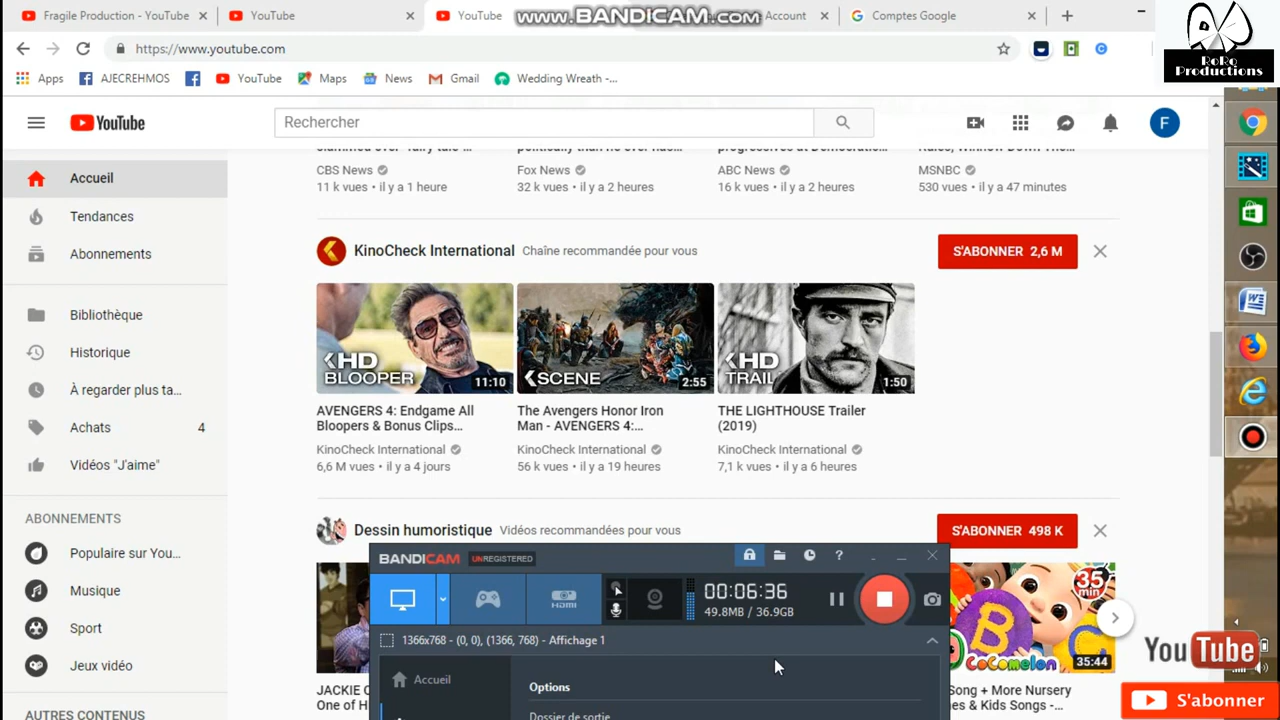 Fragile Production - YouTube
YouTube
YouTube
www.BANDICAM.com
Account
Comptes Google
https://www.youtube.com
RoRo
Productions
Apps
AJECREHMOS
YouTube
Maps
News
Gmail
Wedding Wreath -...
YouTube
Rechercher
F
CBS News
11 k vues • il y a 1 heure
Fox News
32 k vues • il y a 2 heures
ABC News
16 k vues • il y a 2 heures
MSNBC
530 vues • il y a 47 minutes
Accueil
Tendances
Abonnements
Bibliothèque
Historique
À regarder plus ta...
Achats
4
Vidéos "J'aime"
ABONNEMENTS
Populaire sur You...
Musique
Sport
Jeux vidéo
AUTRES CONTENUS
KinoCheck International
Chaîne recommandée pour vous
S'ABONNER 2,6 M
HD
BLOOPER
11:10
SCENE
2:55
HD
TRAIL
1:50
AVENGERS 4: Endgame All
Bloopers & Bonus Clips...
KinoCheck International
6,6 M vues • il y a 4 jours
The Avengers Honor Iron
Man - AVENGERS 4:...
KinoCheck International
56 k vues • il y a 19 heures
THE LIGHTHOUSE Trailer
(2019)
KinoCheck International
7,1 k vues • il y a 6 heures
Dessin humoristique
Vidéos recommandées pour vous
S'ABONNER 498 K
JACKIE
One of H
35
min
CoComelon
35:44
Song + More Nursery
es & Kids Songs -...
BANDICAM
UNREGISTERED
HDMI
00:06:36
49.8MB / 36.9GB
1366x768 - (0, 0), (1366, 768) - Affichage 1
Accueil
Options
Dossier de sortie
YouTube
S'abonner